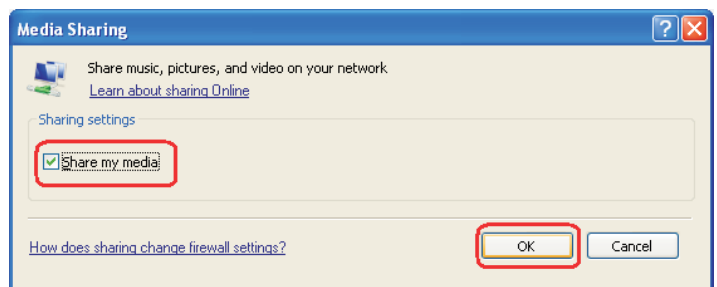 Media Sharing
Share music, pictures, and video on your network
Learn about sharing Online
Sharing settings
Share my media
How does sharing change firewall settings?
OK
Cancel